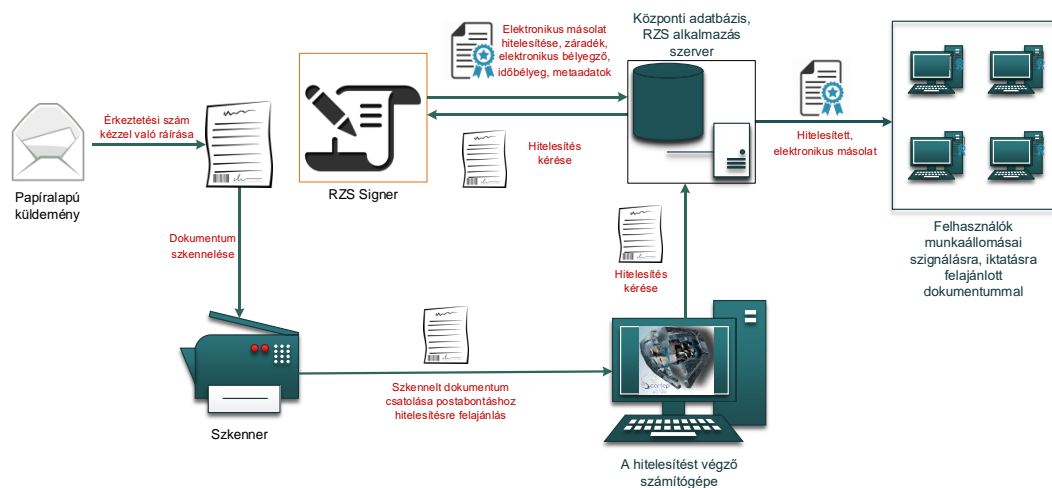 Papíralapú
küldemény
Érkeztetési szám
kézzel való ráírása
Dokumentum
szkennelése
Szkenner
Szkennelt dokumentum
csatolása postabontáshoz
hitelesítésre felajánlás
A hitelesítést végző
számítógépe
Hitelesítés
kérése
RZS Signer
Hitelesítés
kérése
Elektronikus másolat
hitelesítése, záradék,
elektronikus bélyegző,
időbélyeg, metaadatok
Központi adatbázis,
RZS alkalmazás
szerver
Hitelesített,
elektronikus másolat
Felhasználók
munkaállomásai
szignálásra, iktatásra
felajánlott
dokumentummal